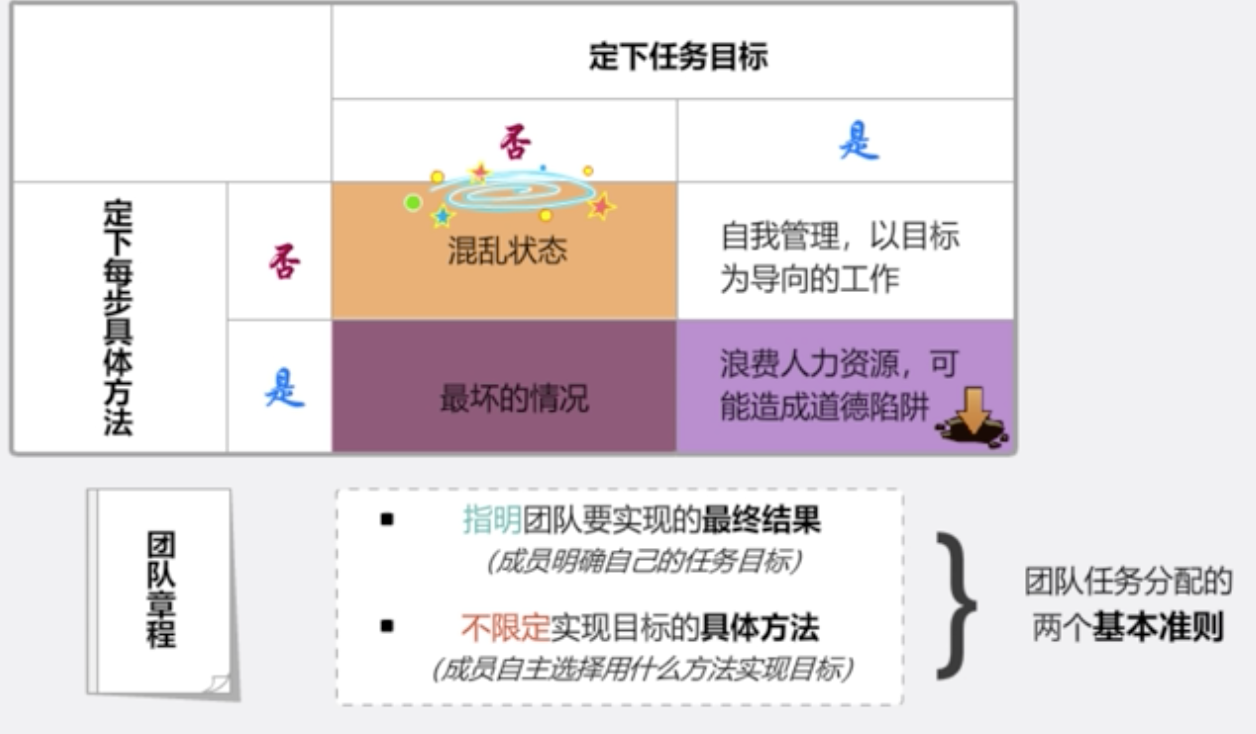 定下任务目标
否
是
定下每步具体方法
否
混乱状态
自我管理，以目标
为导向的工作
是
最坏的情况
浪费人力资源，可
能造成道德陷阱
团队章程
■ 指明团队要实现的最终结果
(成员明确自己的任务目标)
■ 不限定实现目标的具体方法
(成员自主选择用什么方法实现目标)
团队任务分配的
两个基本准则